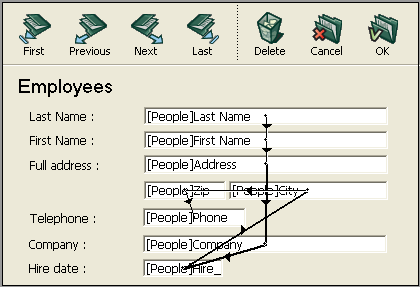 First Previous Next Last Delete Cancel OK
Employees
Last Name : [People]Last Name
First Name : [People]First Name
Full address : [People]Address
[People]Zip [People]City
Telephone : [People]Phone
Company : [People]Company
Hire date : [People]Hire_